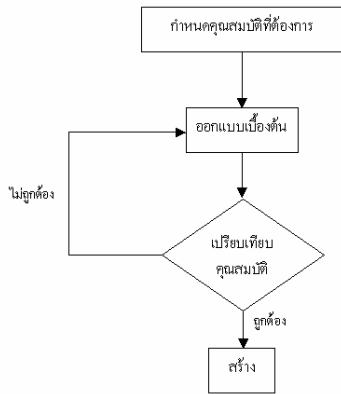 กำหนดคุณสมบัติที่ต้องการ
ออกแบบเบื้องต้น
ไม่ถูกต้อง
เปรียบเทียบ
คุณสมบัติ
ถูกต้อง
สร้าง